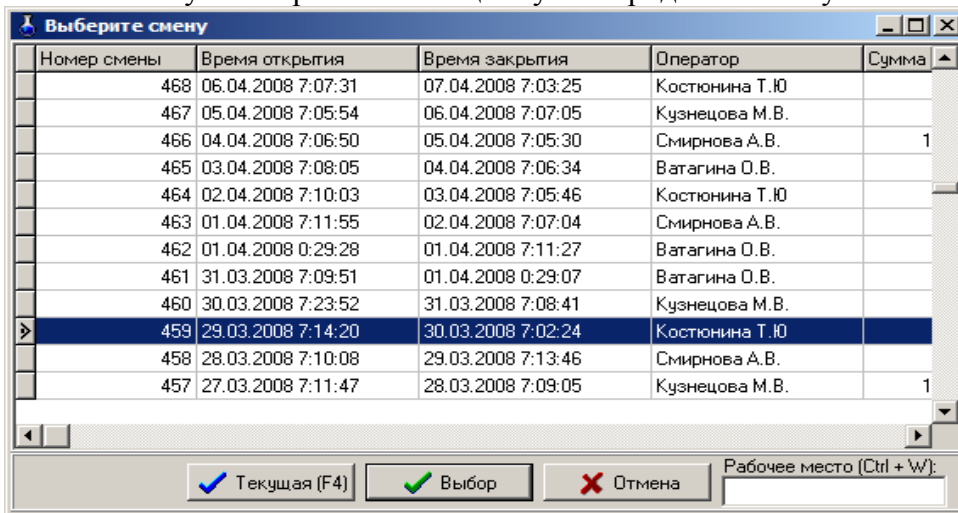 Выберите смену
Номер смены Время открытия Время закрытия Оператор Сумма
468 06.04.2008 7:07:31 07.04.2008 7:03:25 Костюнина Т.Ю
467 05.04.2008 7:05:54 06.04.2008 7:07:05 Кузнецова М.В.
466 04.04.2008 7:06:50 05.04.2008 7:05:30 Смирнова А.В. 1
465 03.04.2008 7:08:05 04.04.2008 7:06:34 Ватагина О.В.
464 02.04.2008 7:10:03 03.04.2008 7:05:46 Костюнина Т.Ю
463 01.04.2008 7:11:55 02.04.2008 7:07:04 Смирнова А.В.
462 01.04.2008 0:29:28 01.04.2008 7:11:27 Ватагина О.В.
461 31.03.2008 7:09:51 01.04.2008 0:29:07 Ватагина О.В.
460 30.03.2008 7:23:52 31.03.2008 7:08:41 Кузнецова М.В.
459 29.03.2008 7:14:20 30.03.2008 7:02:24 Костюнина Т.Ю
458 28.03.2008 7:10:08 29.03.2008 7:13:46 Смирнова А.В.
457 27.03.2008 7:11:47 28.03.2008 7:09:05 Кузнецова М.В. 1
Рабочее место (Ctrl + W):
Текущая (F4) Выбор Отмена